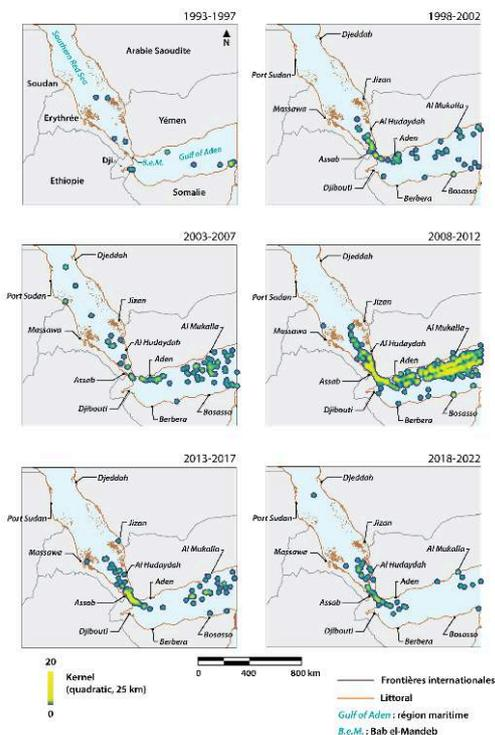 1993-1997
N
Southern Red Sea
Arabie Saoudite
Soudan
Erythrée
Yémen
Dji.
B.e.M.
Gulf of Aden
Ethiopie
Somalie
1998-2002
Djeddah
Port Sudan
Jizan
Massawa
Al Mukalla
Al Hudaydah
Aden
Assab
Djibouti
Berbera
Bosasso
2003-2007
Djeddah
Port Sudan
Jizen
Massawa
Al Mukalla
Al Hudaydah
Aden
Assab
Djibouti
Berbera
Bosasso
2008-2012
Djeddah
Jizan
Massawa
Al Mukalla
Al Hudaydah
Aden
Assab
Djibouti
Berbera
Bosasso
2013-2017
Djeddah
Port Sudan
Jizan
Massawa
Al Mukalla
Al Hudaydah
Aden
Assab
Djibouti
Berbera
Bosasso
2018-2022
Djeddah
Jizan
Massawa
Al Mukalla
Al Hudaydah
Aden
Assab
Djibouti
Berbera
Bosasso
20
Kernel
(quadratic, 25 km)
0
0 400 800 km
Frontières internationales
Littoral
Gulf of Aden : région maritime
B.e.M. : Bab el-Mandeb